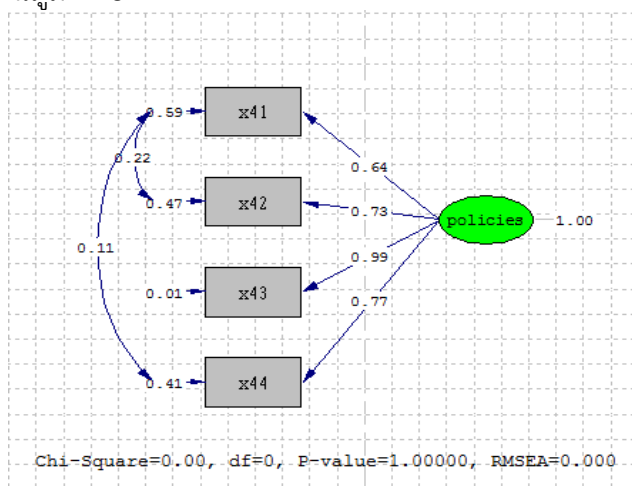 0.59
x41
0.64
0.22
0.47
x42
0.73
policies
1.00
0.11
0.99
0.01
x43
0.77
0.41
x44
Chi-Square=0.00, df=0, P-value=1.00000, RMSEA=0.000